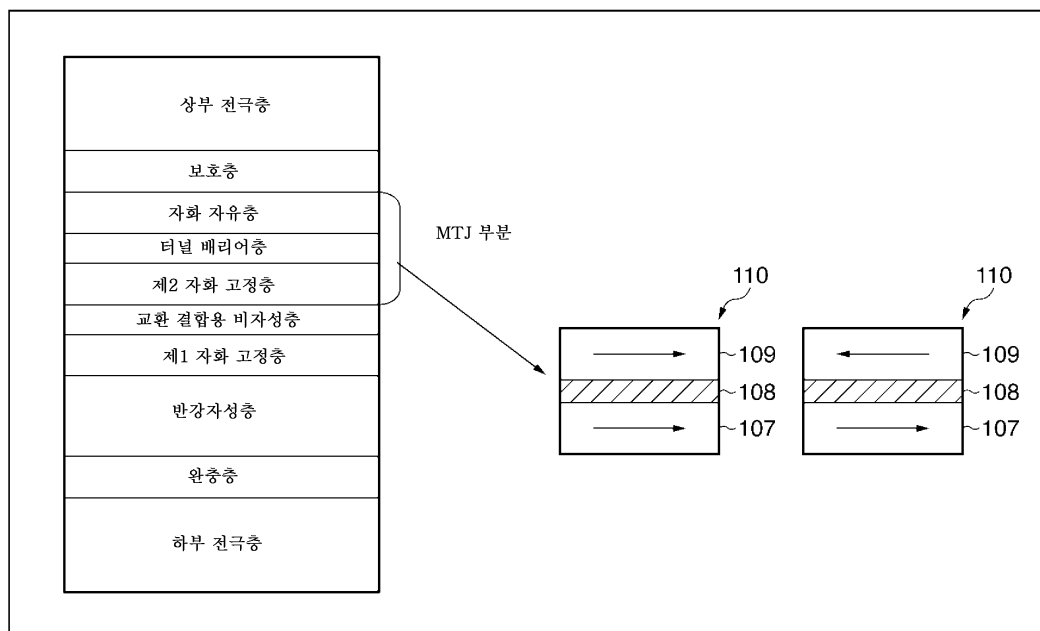 상부 전극층
보호층
자화 자유층
터널 배리어층
제2 자화 고정층
교환 결합용 비자성층
제1 자화 고정층
반강자성층
완충층
하부 전극층
MTJ 부분
110
109
108
107
110
109
108
107